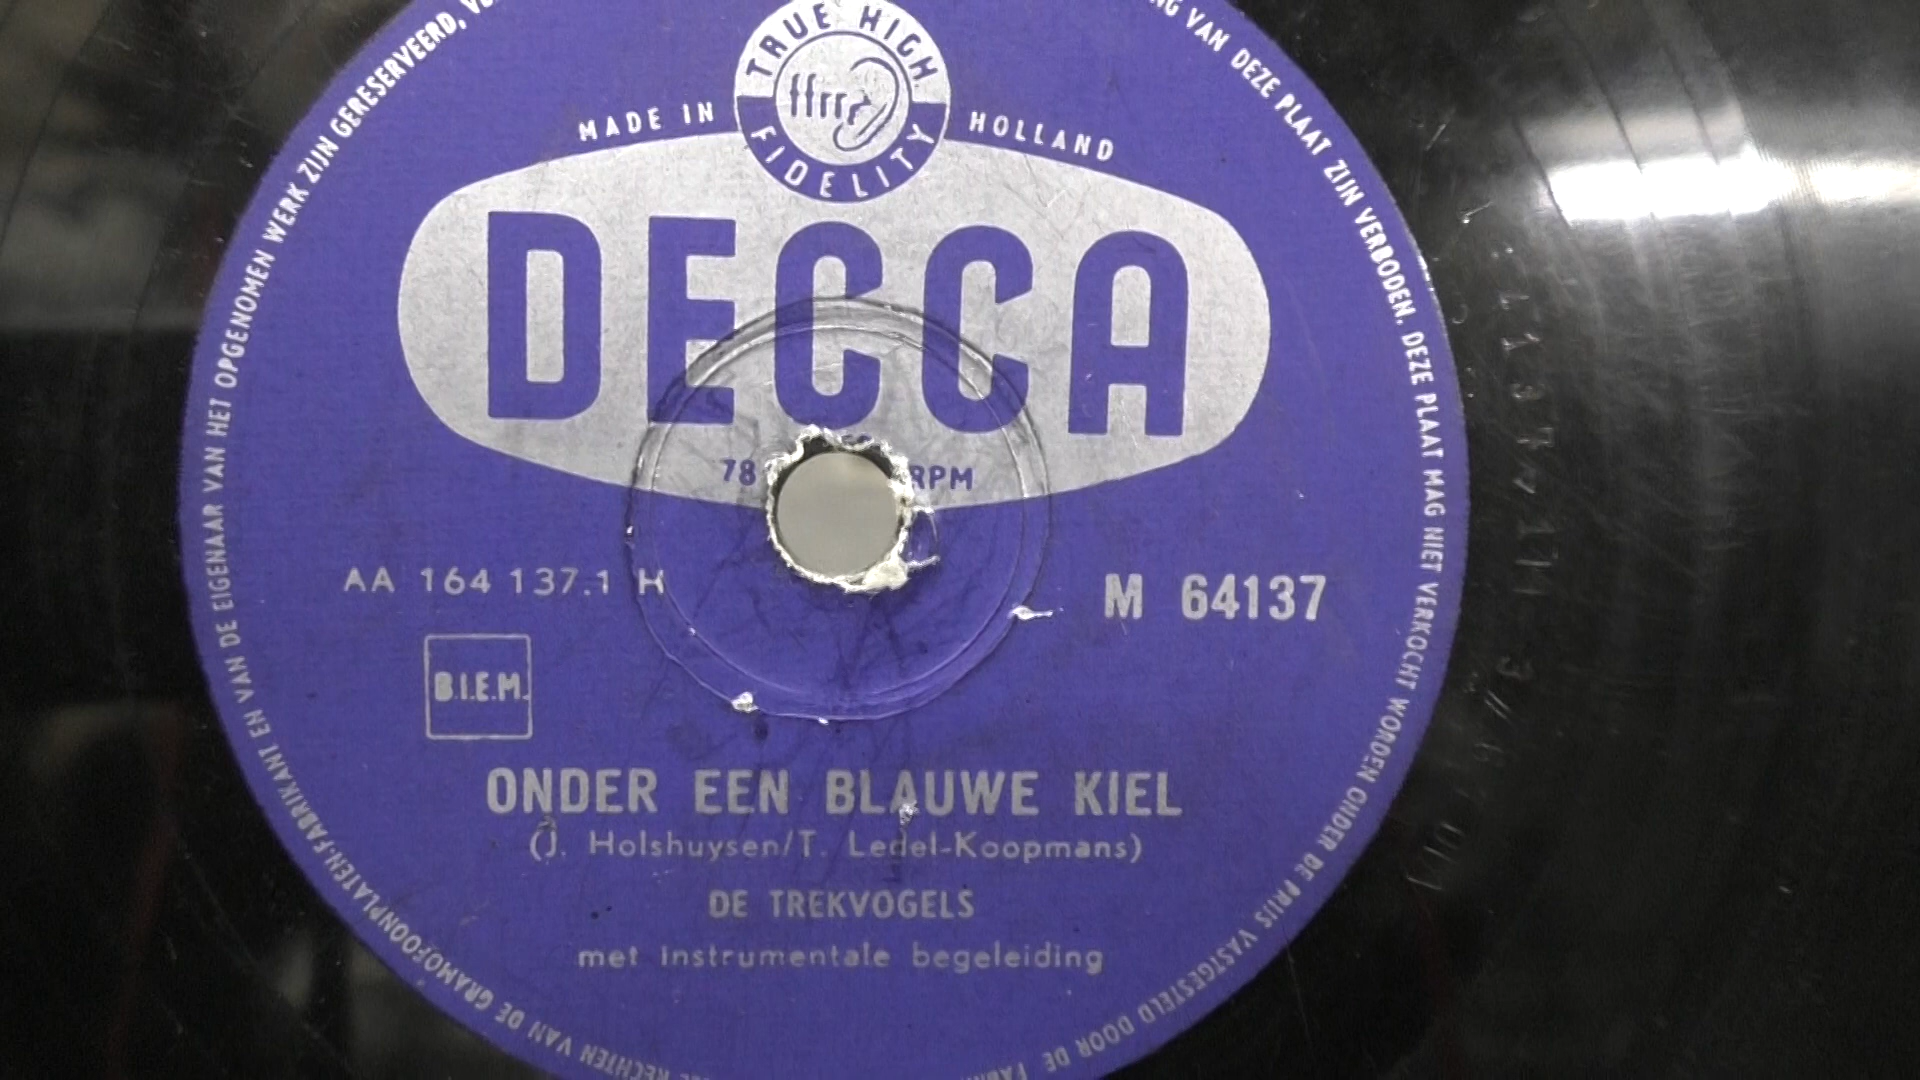 TRUE HIGH
ffrr
FIDELITY
MADE IN HOLLAND
DECCA
78 RPM
AA 164 137.1 H
M 64137
B.I.E.M.
ONDER EEN BLAUWE KIEL
(J. Holshuysen/T. Ledel-Koopmans)
DE TREKVOGELS
met instrumentale begeleiding
RECHTEN VAN DE GRAMOFOONPLATEN-FABRIKANT EN VAN DE EIGENAAR VAN HET OPGENOMEN WERK ZIJN GERESERVEERD,
VAN DEZE PLAAT ZIJN VERBODEN. DEZE PLAAT MAG NIET VERKOCHT WORDEN ONDER DE PRIJS VASTGESTELD DOOR DE